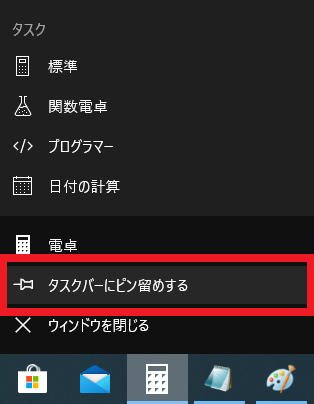 タスク
標準
関数電卓
プログラマー
日付の計算
電卓
タスクバーにピン留めする
ウィンドウを閉じる